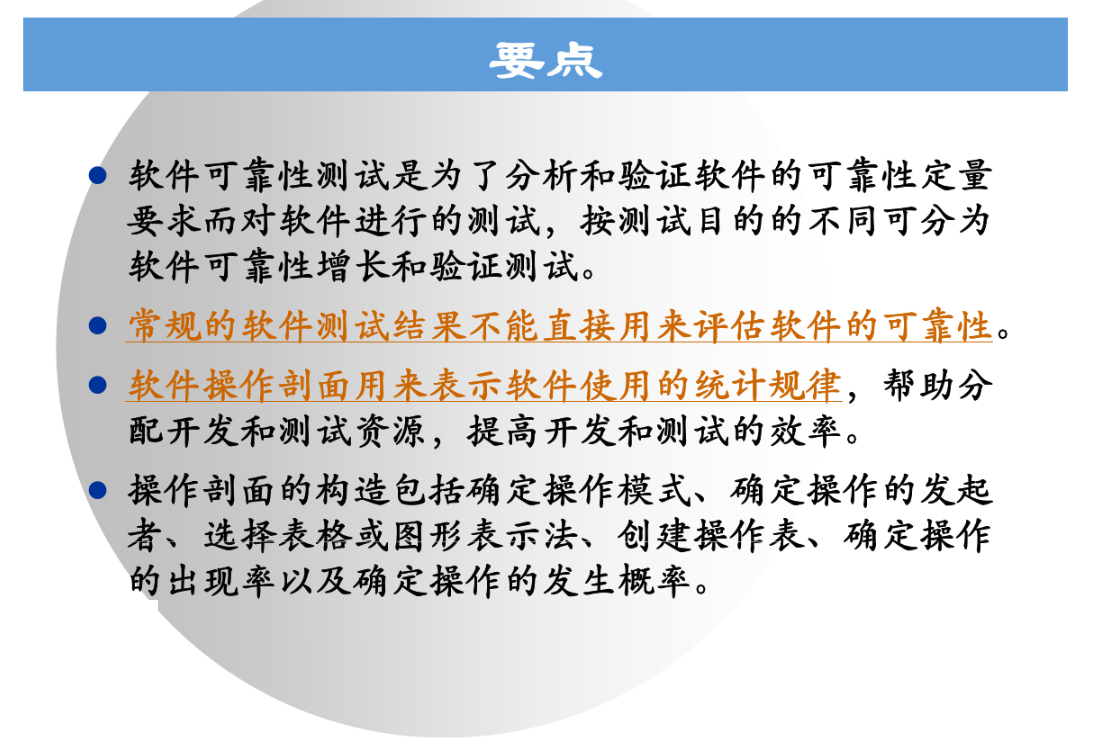 要点
软件可靠性测试是为了分析和验证软件的可靠性定量
要求而对软件进行的测试，按测试目的的不同可分为
软件可靠性增长和验证测试。
常规的软件测试结果不能直接用来评估软件的可靠性。
软件操作剖面用来表示软件使用的统计规律，帮助分
配开发和测试资源，提高开发和测试的效率。
操作剖面的构造包括确定操作模式、确定操作的发起
者、选择表格或图形表示法、创建操作表、确定操作
的出现率以及确定操作的发生概率。